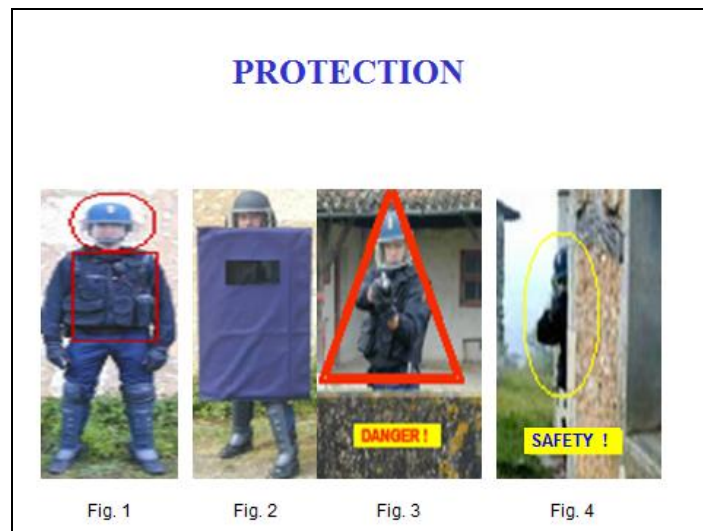 PROTECTION
DANGER !
SAFETY !
Fig. 1
Fig. 2
Fig. 3
Fig. 4